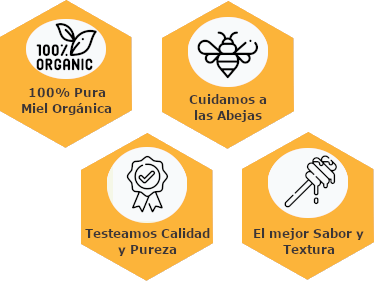 100%
ORGANIC
100% Pura
Miel Orgánica
Cuidamos a
las Abejas
Testeamos Calidad
y Pureza
El mejor Sabor y
Textura